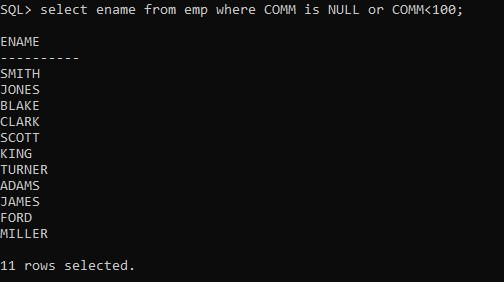 SQL> select ename from emp where COMM is NULL or COMM<100;
ENAME
----------
SMITH
JONES
BLAKE
CLARK
SCOTT
KING
TURNER
ADAMS
JAMES
FORD
MILLER
11 rows selected.